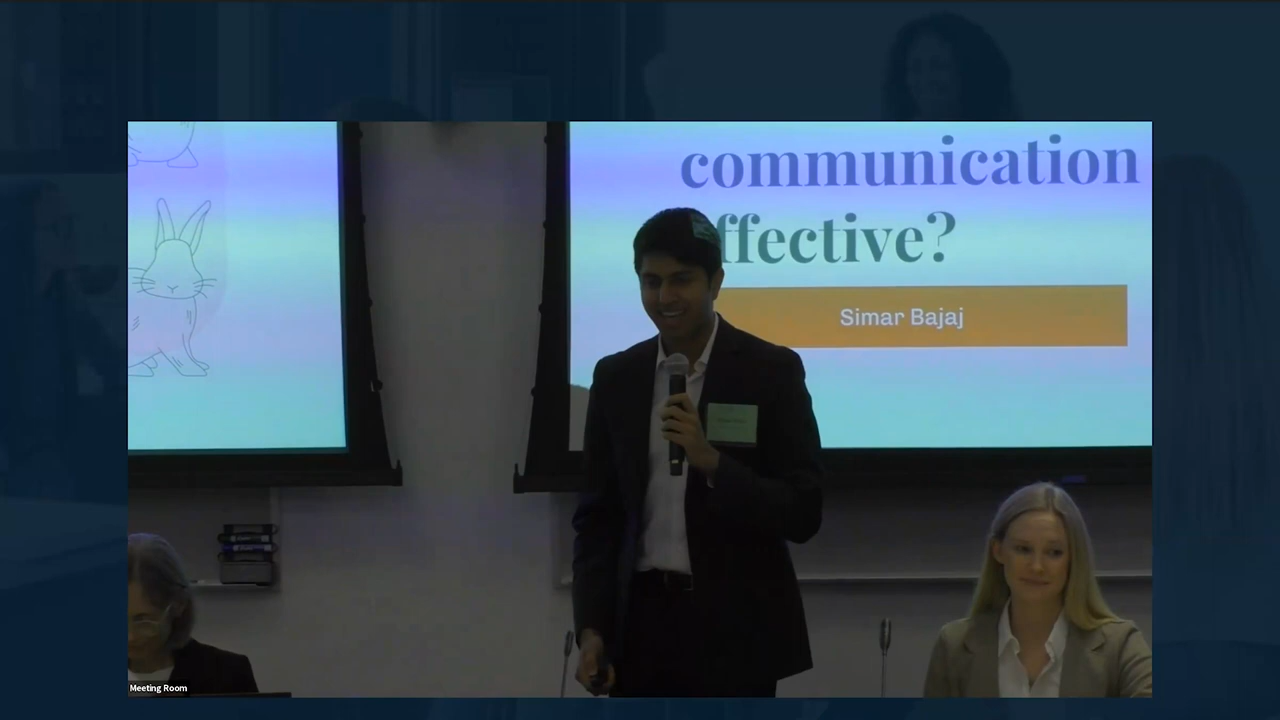 communication
ffective?
Simar Bajaj
Meeting Room